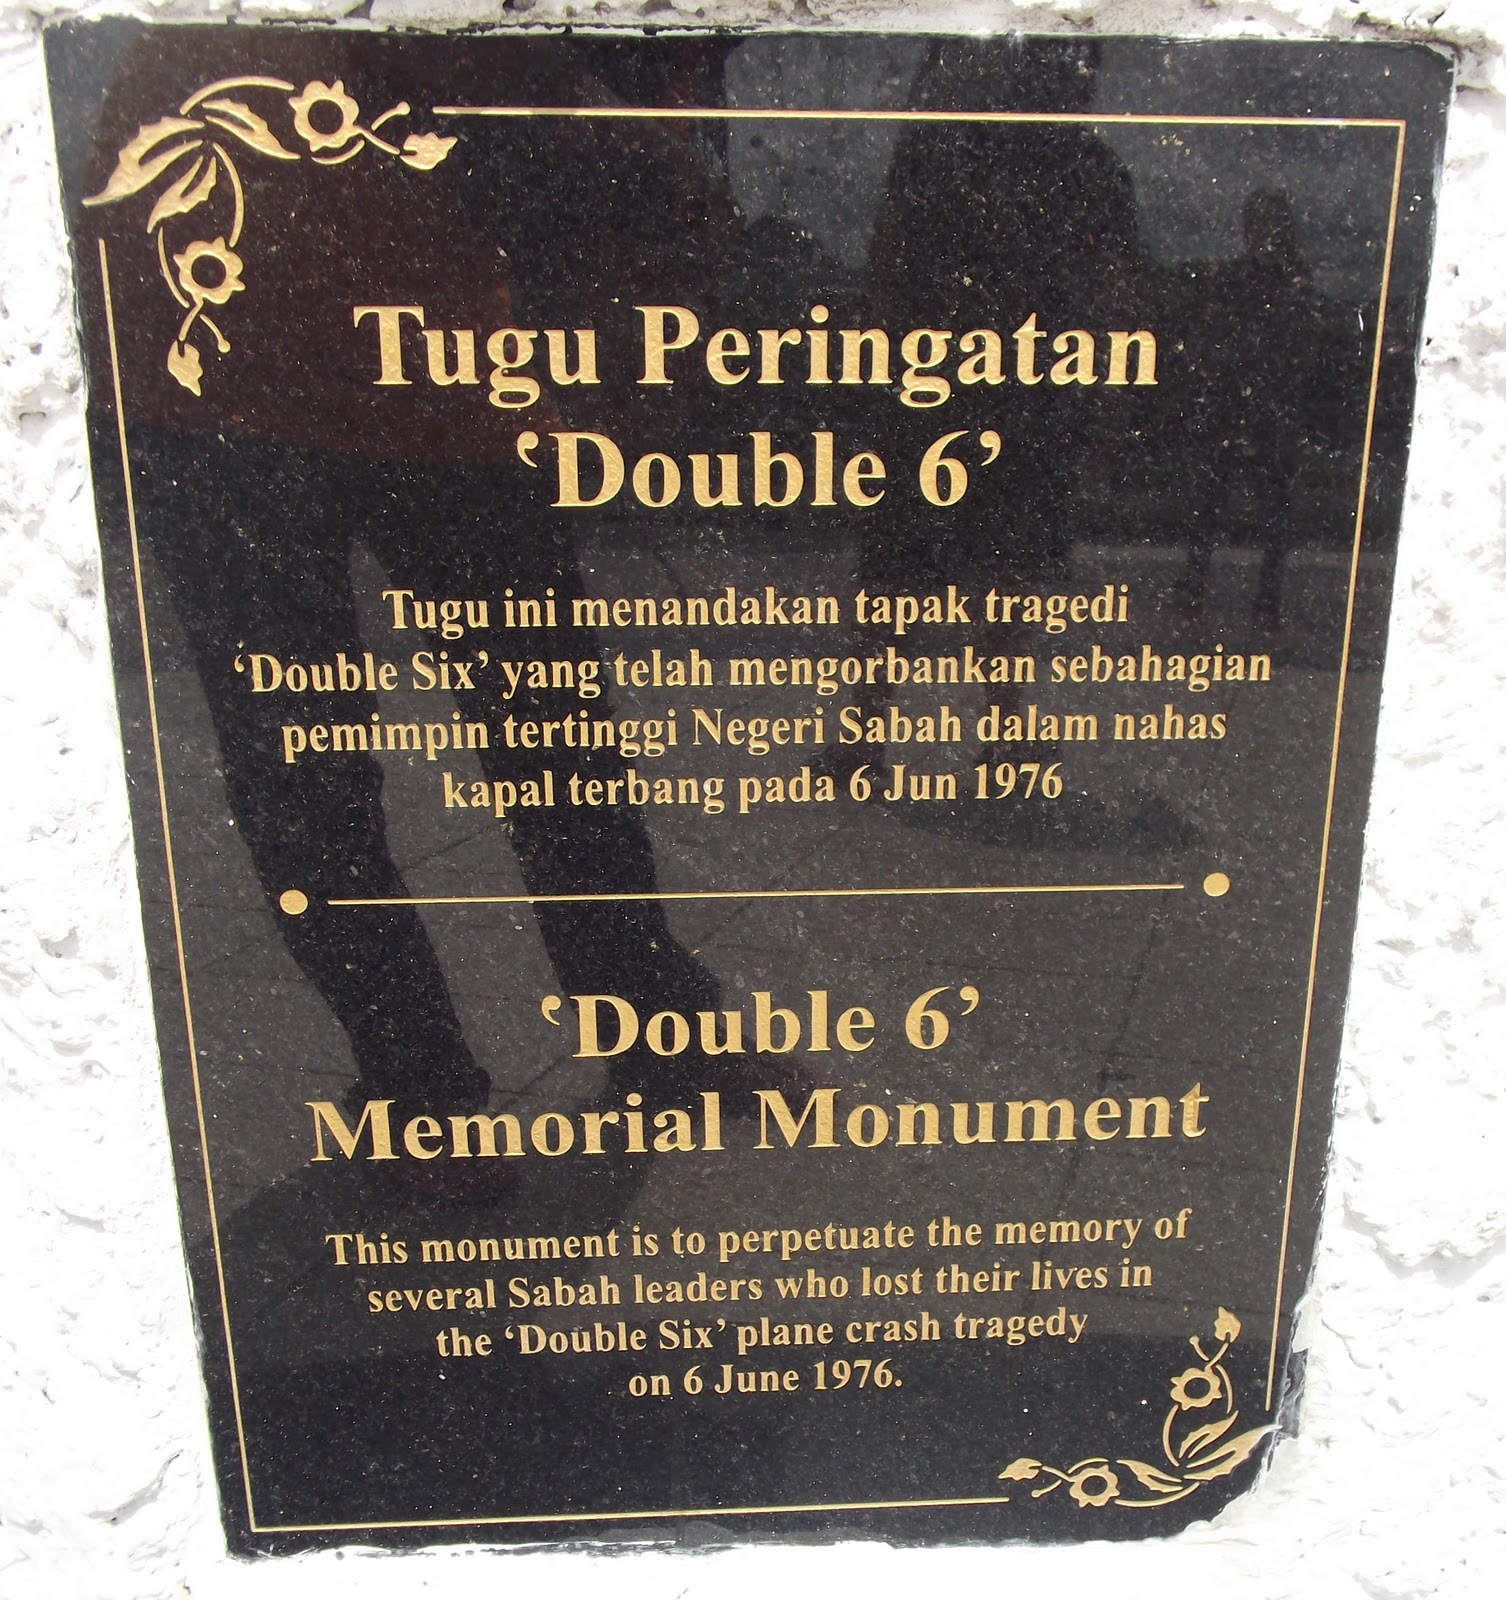 Tugu Peringatan
‘Double 6’
Tugu ini menandakan tapak tragedi
‘Double Six’ yang telah mengorbankan sebahagian
pemimpin tertinggi Negeri Sabah dalam nahas
kapal terbang pada 6 Jun 1976
‘Double 6’
Memorial Monument
This monument is to perpetuate the memory of
several Sabah leaders who lost their lives in
the ‘Double Six’ plane crash tragedy
on 6 June 1976.